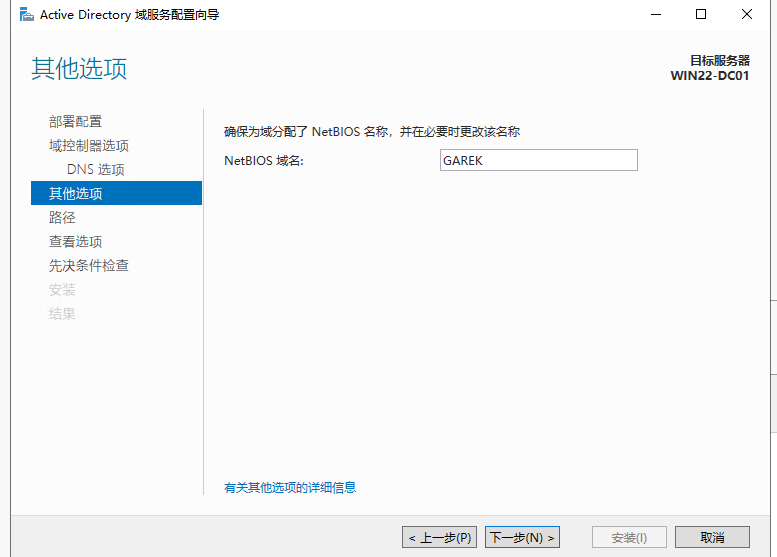 Active Directory 域服务配置向导
其他选项
目标服务器
WIN22-DC01
部署配置
域控制器选项
DNS 选项
其他选项
路径
查看选项
先决条件检查
安装
结果
确保为域分配了 NetBIOS 名称，并在必要时更改该名称
NetBIOS 域名:
GAREK
有关其他选项的详细信息
< 上一步(P)
下一步(N) >
安装(I)
取消